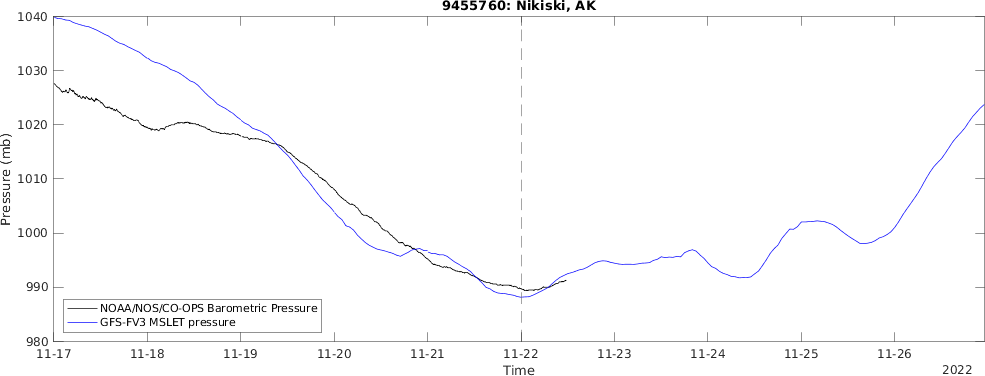 9455760: Nikiski, AK
Pressure (mb)
1040
1030
1020
1010
1000
990
980
NOAA/NOS/CO-OPS Barometric Pressure
GFS-FV3 MSLET pressure
11-17 11-18 11-19 11-20 11-21 11-22 11-23 11-24 11-25 11-26
Time
2022